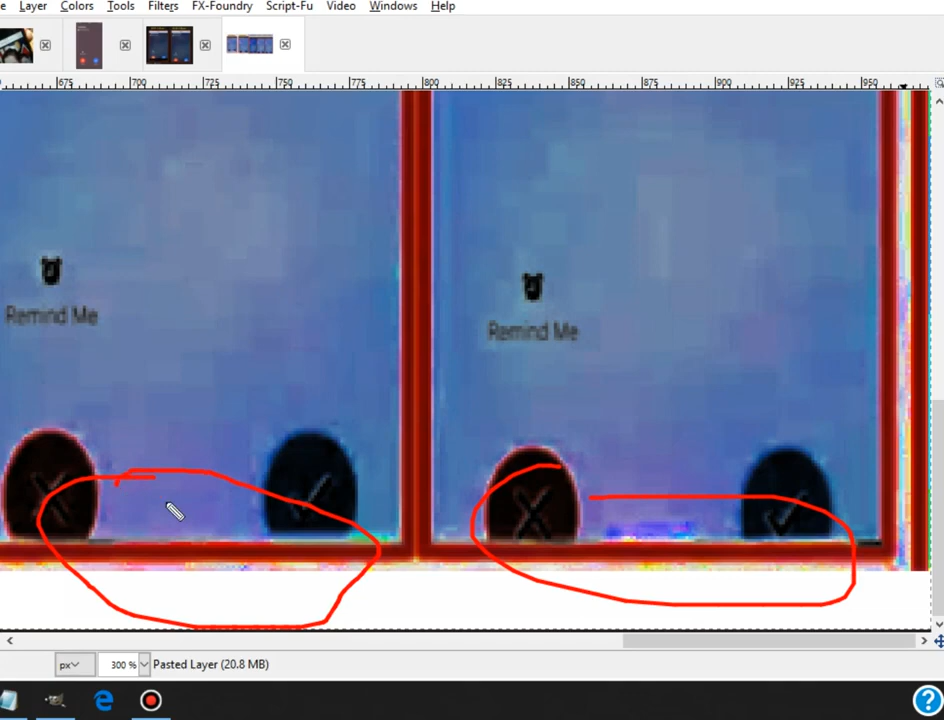 e Layer Colors Tools Filters FX-Foundry Script-Fu Video Windows Help
675 700 725 750 775 800 825 850 875 900 925 950
Remind Me
Remind Me
px 300 % Pasted Layer (20.8 MB)